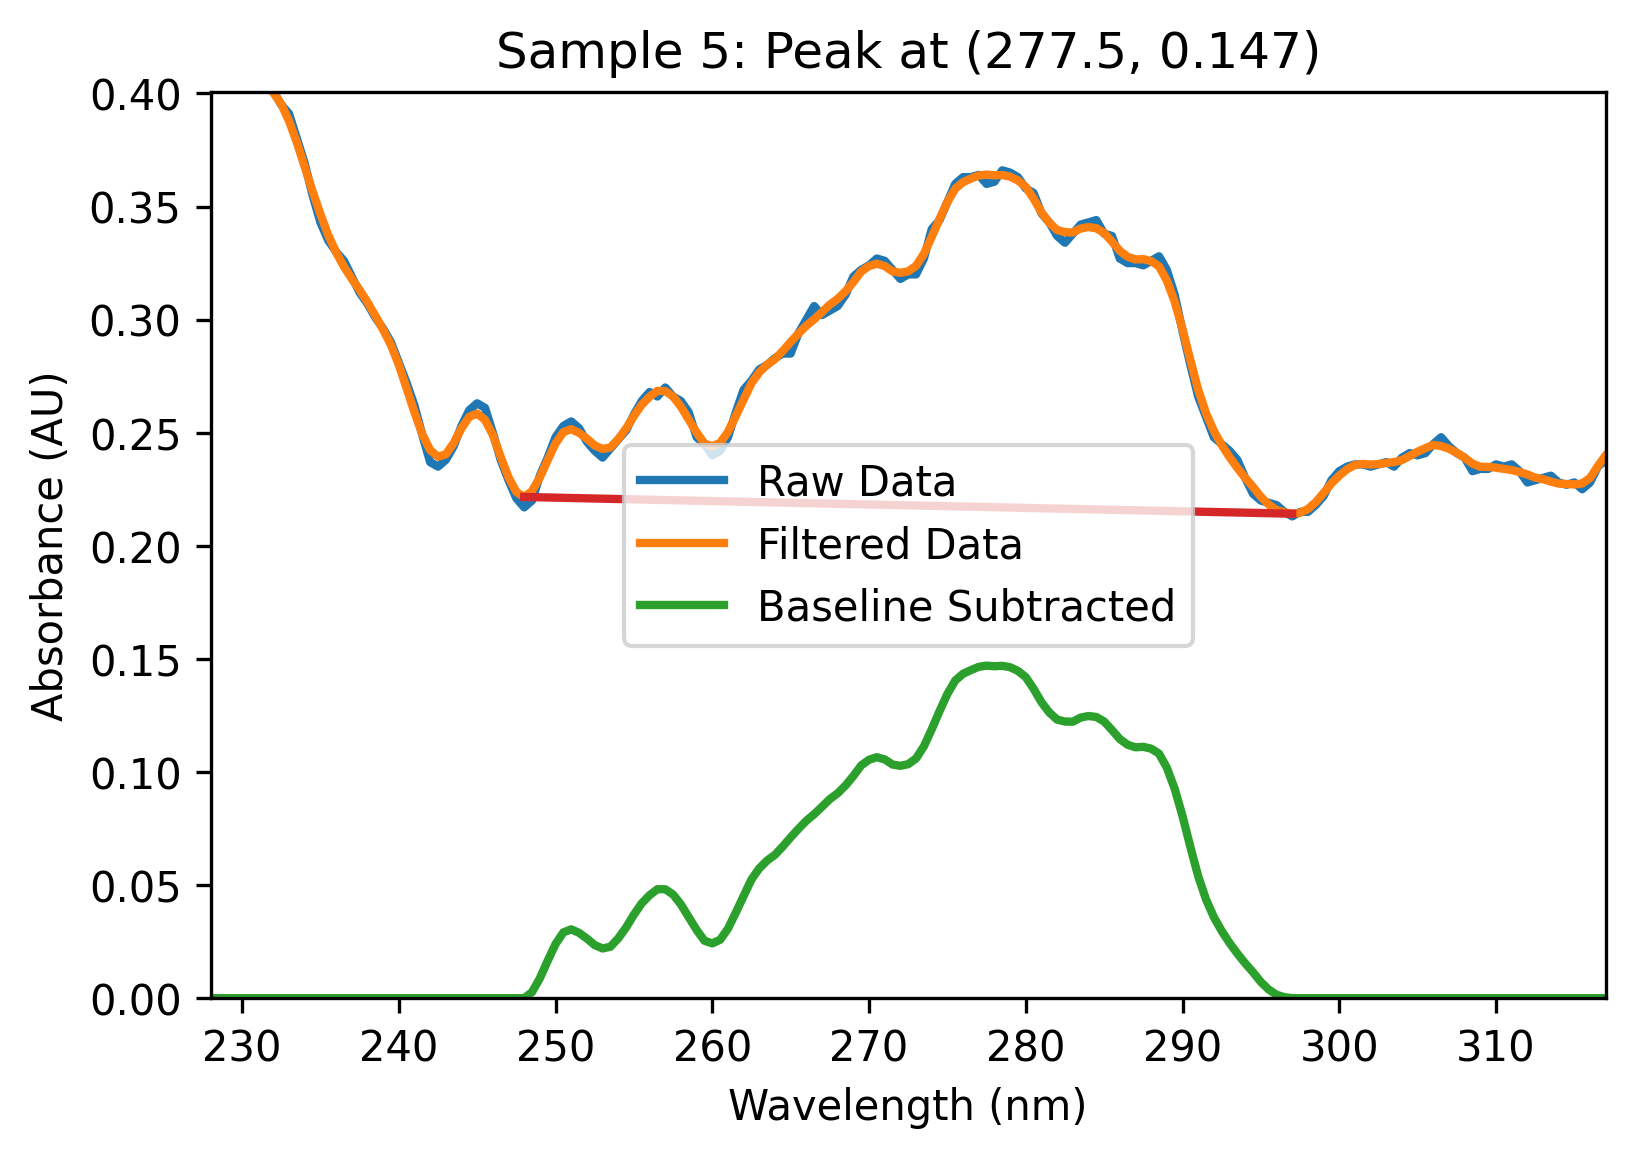 Sample 5: Peak at (277.5, 0.147)
Absorbance (AU)
0.40
0.35
0.30
0.25
0.20
0.15
0.10
0.05
0.00
Raw Data
Filtered Data
Baseline Subtracted
230 240 250 260 270 280 290 300 310
Wavelength (nm)